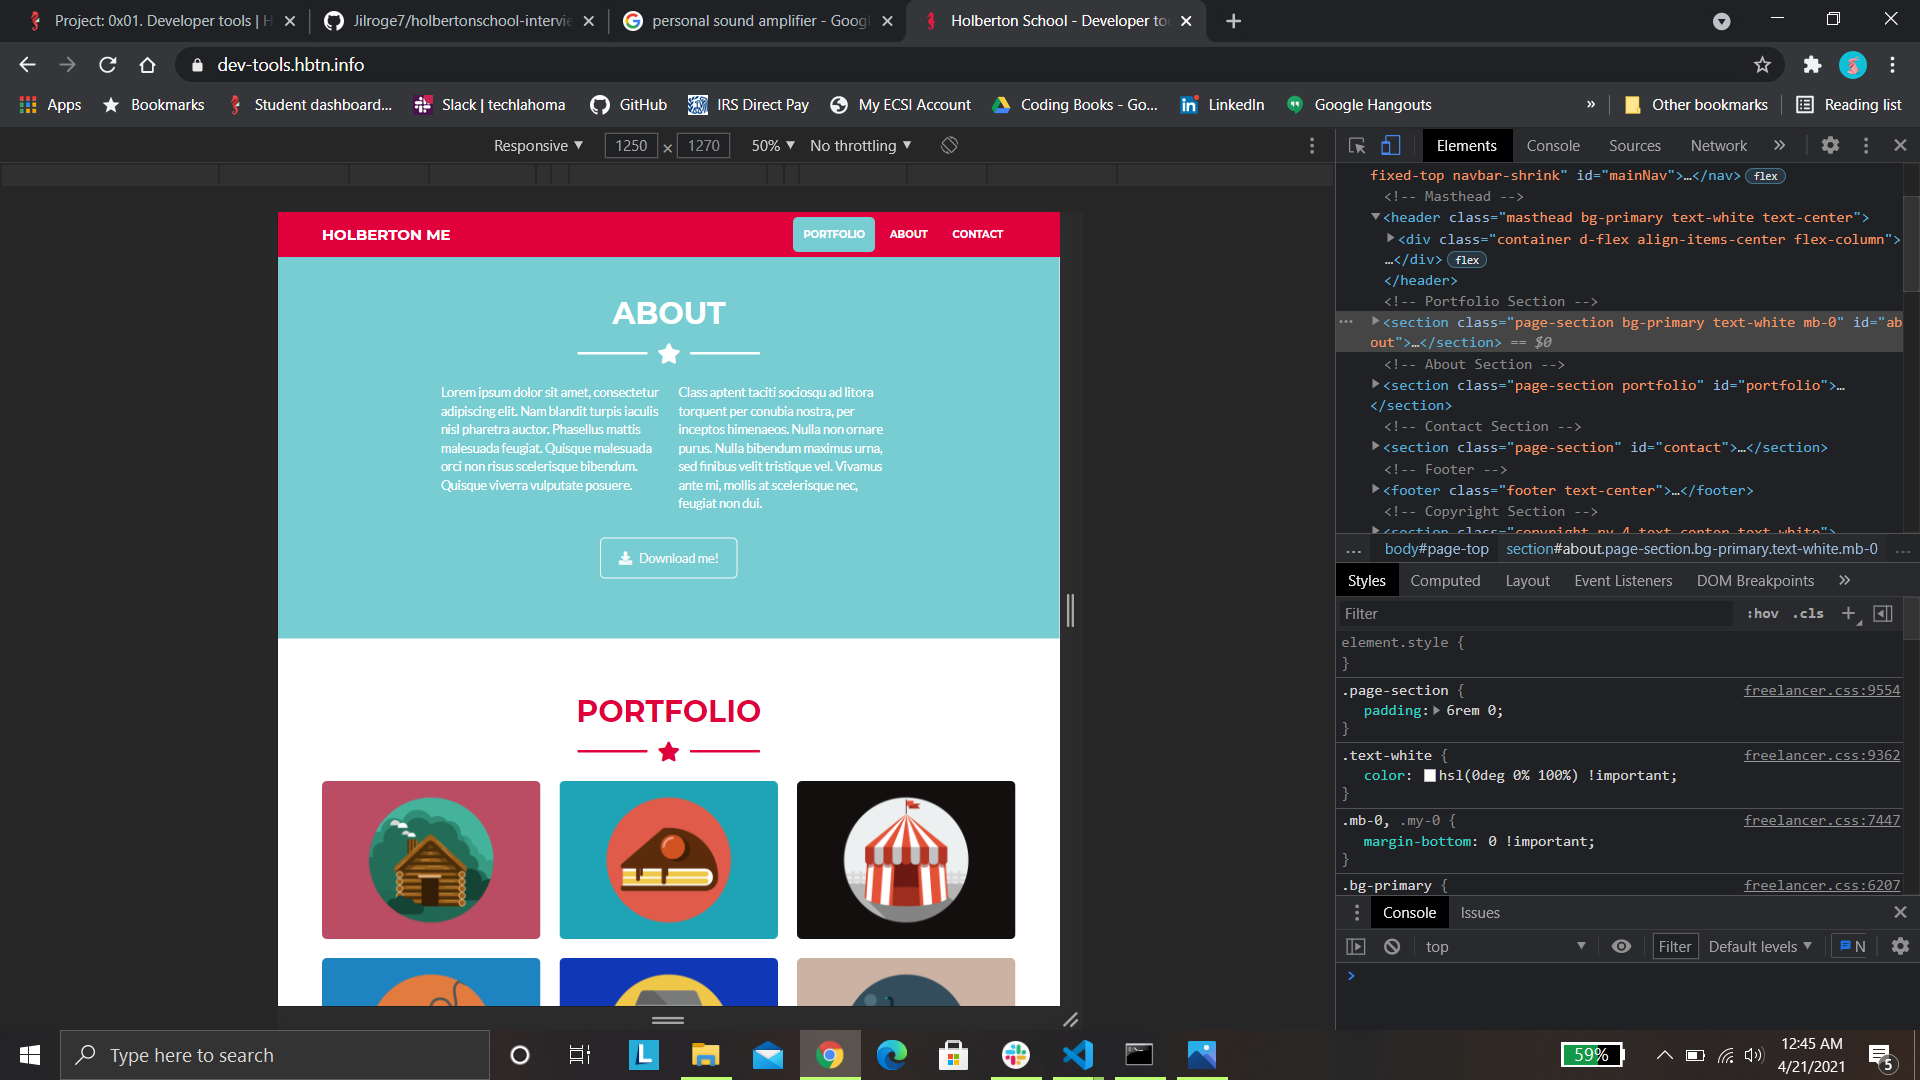 Project: 0x01. Developer tools | H
Jilroge7/holbertonschool-intervie
personal sound amplifier - Googl
Holberton School - Developer too
dev-tools.hbtn.info
Apps
Bookmarks
Student dashboard...
Slack | techlahoma
GitHub
IRS Direct Pay
My ECSI Account
Coding Books - Go...
LinkedIn
Google Hangouts
»
Other bookmarks
Reading list
Responsive ▼ 1250 × 1270 50% ▼ No throttling ▼
Elements Console Sources Network »
HOLBERTON ME
PORTFOLIO ABOUT CONTACT
ABOUT
Lorem ipsum dolor sit amet, consectetur
adipiscing elit. Nam blandit turpis iaculis
nisl pharetra auctor. Phasellus mattis
malesuada feugiat. Quisque malesuada
orci non risus scelerisque bibendum.
Quisque viverra vulputate posuere.
Class aptent taciti sociosqu ad litora
torquent per conubia nostra, per
inceptos himenaeos. Nulla non ornare
purus. Nulla bibendum maximus urna,
sed finibus velit tristique vel. Vivamus
ante mi, mollis at scelerisque nec,
feugiat non dui.
Download me!
PORTFOLIO
fixed-top navbar-shrink" id="mainNav">…</nav> flex
<!-- Masthead -->
<header class="masthead bg-primary text-white text-center">
<div class="container d-flex align-items-center flex-column">
…</div> flex
</header>
<!-- Portfolio Section -->
<section class="page-section bg-primary text-white mb-0" id="ab
out">…</section> == $0
<!-- About Section -->
<section class="page-section portfolio" id="portfolio">…
</section>
<!-- Contact Section -->
<section class="page-section" id="contact">…</section>
<!-- Footer -->
<footer class="footer text-center">…</footer>
<!-- Copyright Section -->
<section class="copyright py-4 text-center text-white">
... body#page-top section#about.page-section.bg-primary.text-white.mb-0 ...
Styles Computed Layout Event Listeners DOM Breakpoints »
Filter :hov .cls +
element.style {
}
.page-section { freelancer.css:9554
padding: 6rem 0;
}
.text-white { freelancer.css:9362
color: hsl(0deg 0% 100%) !important;
}
.mb-0, .my-0 { freelancer.css:7447
margin-bottom: 0 !important;
}
.bg-primary { freelancer.css:6207
Console Issues
top ▼ Filter Default levels ▼ N
>
Type here to search
L
59%
12:45 AM
4/21/2021
5